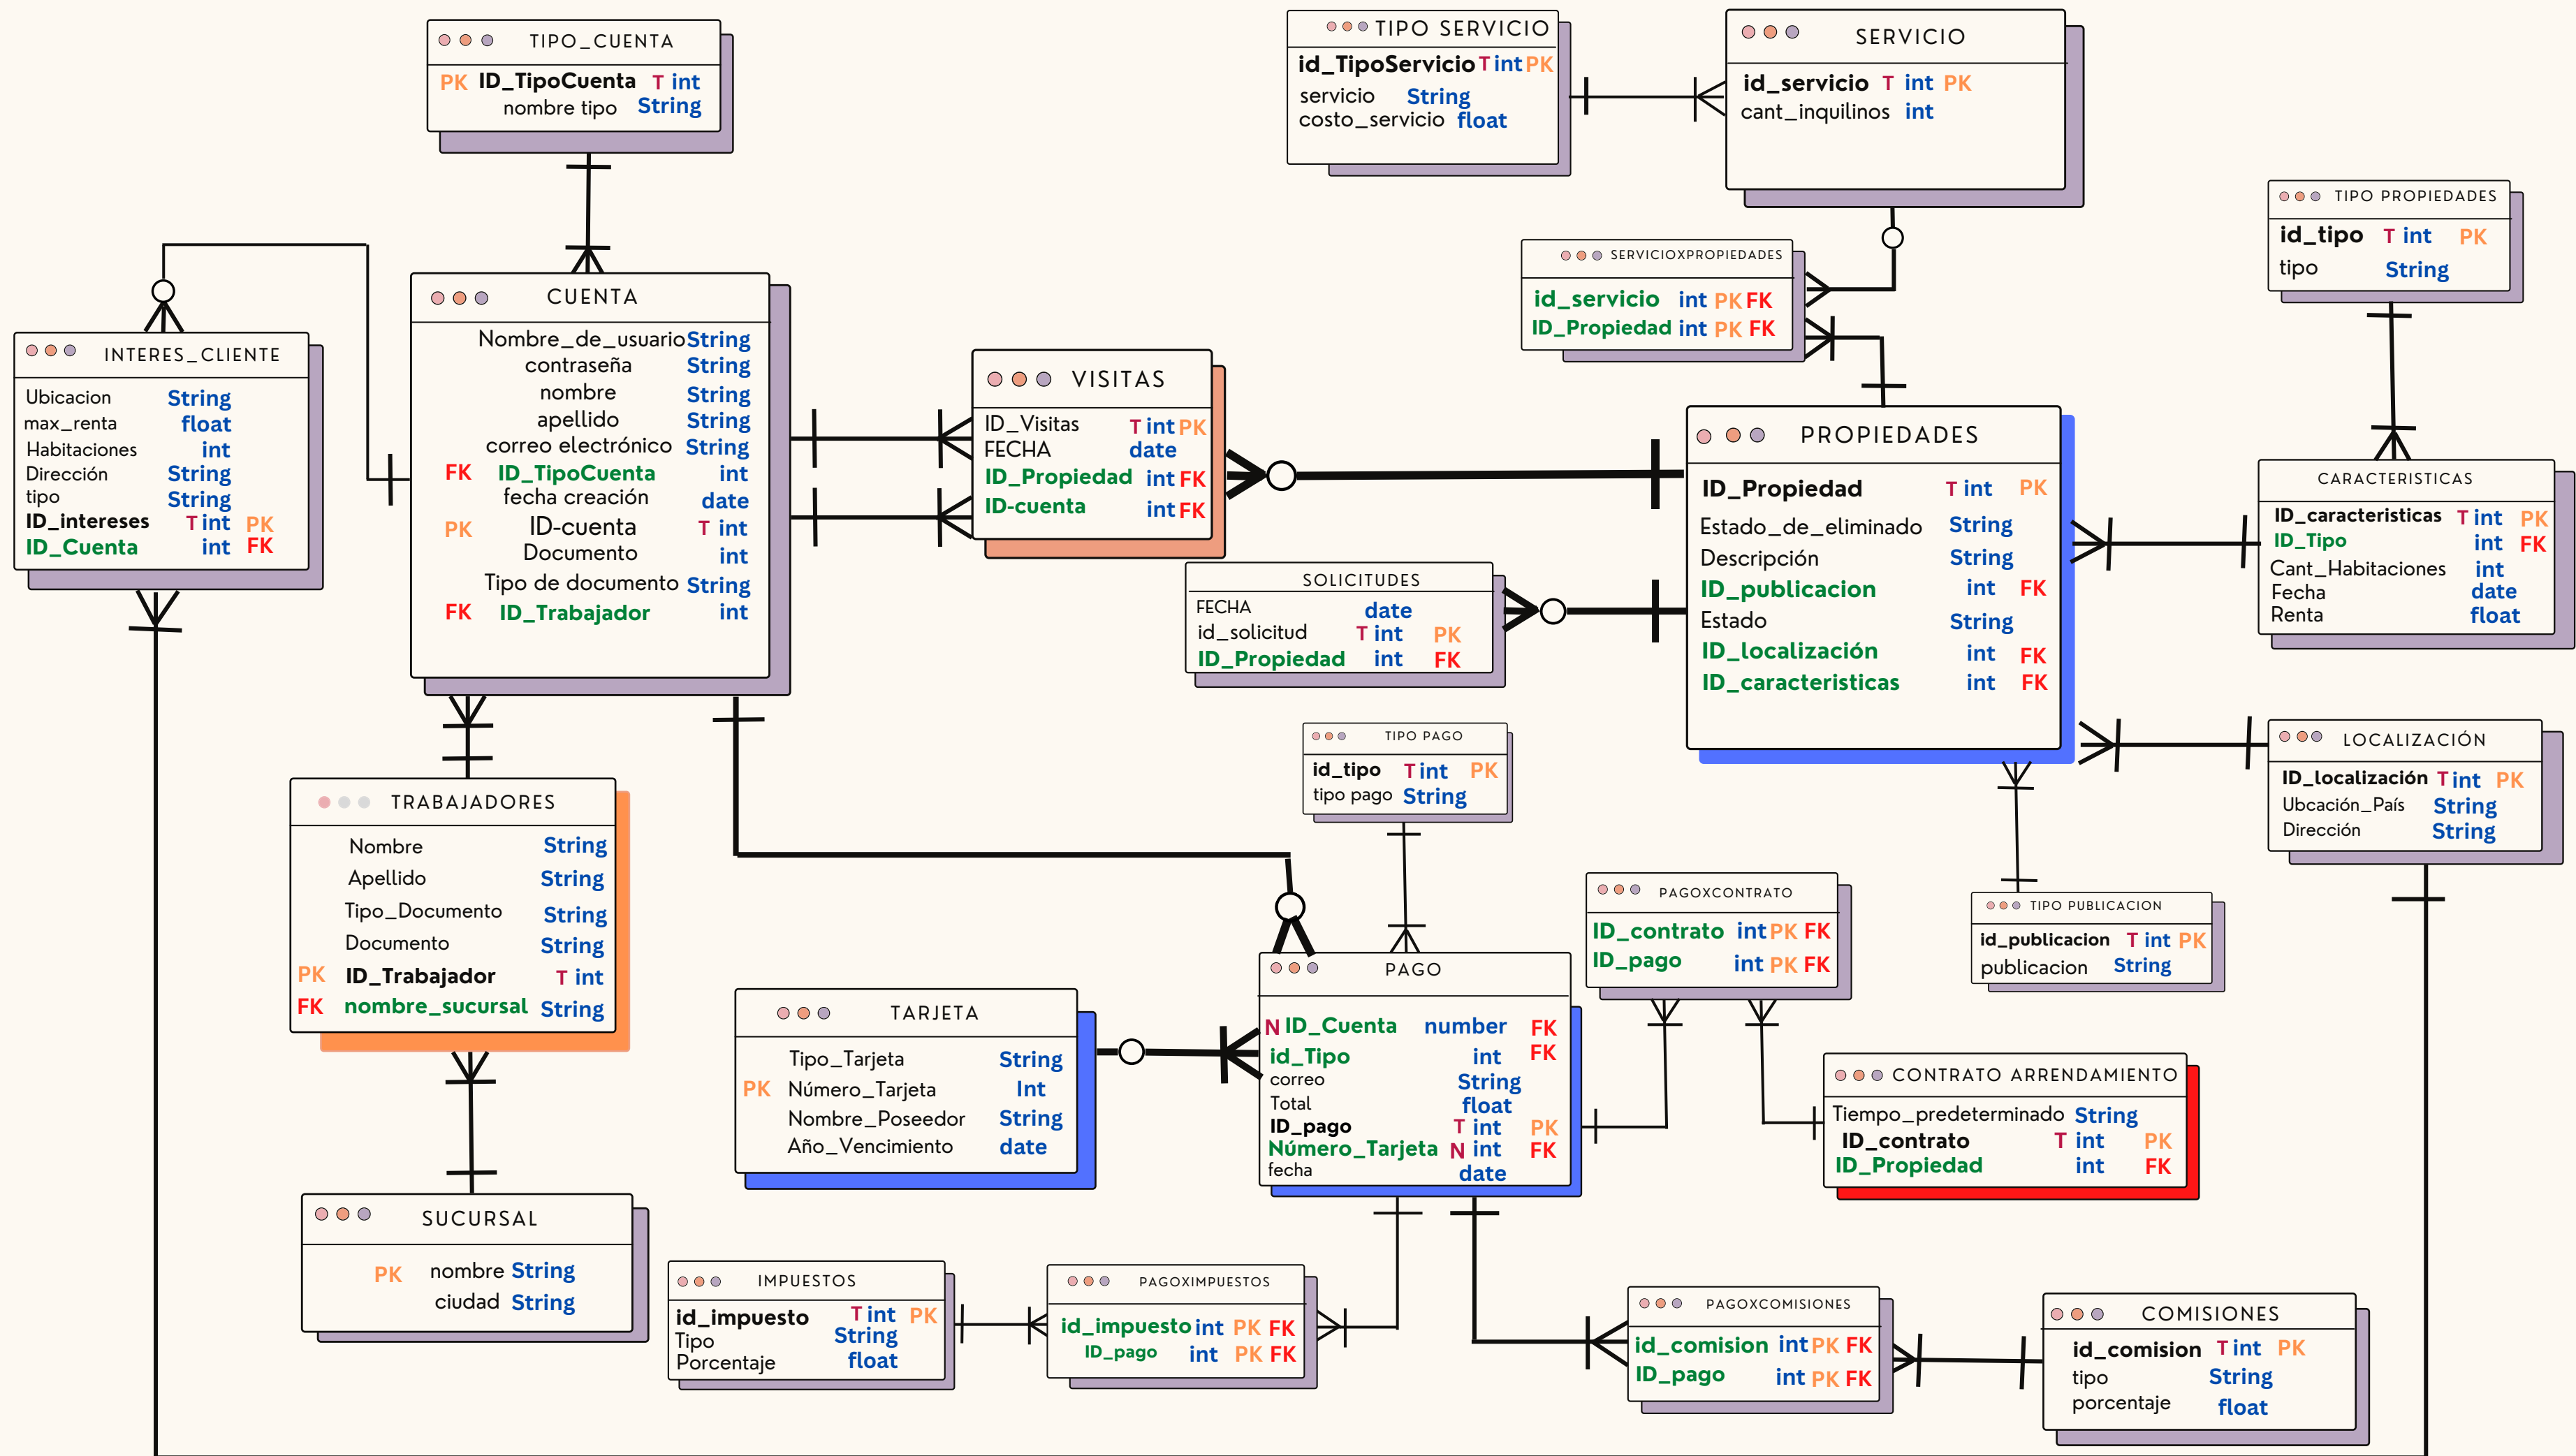 TIPO_CUENTA
PK ID_TipoCuenta T int
nombre tipo String
TIPO SERVICIO
id_TipoServicio T int PK
servicio String
costo_servicio float
SERVICIO
id_servicio T int PK
cant_inquilinos int
TIPO PROPIEDADES
id_tipo T int PK
tipo String
SERVICIOXPROPIEDADES
id_servicio int PK FK
ID_Propiedad int PK FK
INTERES_CLIENTE
Ubicacion String
max_renta float
Habitaciones int
Dirección String
tipo String
ID_intereses T int PK
ID_Cuenta int FK
CUENTA
Nombre_de_usuario String
contraseña String
nombre String
apellido String
correo electrónico String
FK ID_TipoCuenta int
fecha creación date
PK ID-cuenta T int
Documento int
Tipo de documento String
FK ID_Trabajador int
VISITAS
ID_Visitas T int PK
FECHA date
ID_Propiedad int FK
ID-cuenta int FK
PROPIEDADES
ID_Propiedad T int PK
Estado_de_eliminado String
Descripción String
ID_publicacion int FK
Estado String
ID_localización int FK
ID_caracteristicas int FK
CARACTERISTICAS
ID_caracteristicas T int PK
ID_Tipo int FK
Cant_Habitaciones int
Fecha date
Renta float
SOLICITUDES
FECHA date
id_solicitud T int PK
ID_Propiedad int FK
TIPO PAGO
id_tipo T int PK
tipo pago String
LOCALIZACIÓN
ID_localización T int PK
Ubcación_País String
Dirección String
TRABAJADORES
Nombre String
Apellido String
Tipo_Documento String
Documento String
PK ID_Trabajador T int
FK nombre_sucursal String
PAGOXCONTRATO
ID_contrato int PK FK
ID_pago int PK FK
TIPO PUBLICACION
id_publicacion T int PK
publicacion String
TARJETA
Tipo_Tarjeta String
PK Número_Tarjeta Int
Nombre_Poseedor String
Año_Vencimiento date
PAGO
N ID_Cuenta number FK
id_Tipo int FK
correo String
Total float
ID_pago T int PK
Número_Tarjeta N int FK
fecha date
CONTRATO ARRENDAMIENTO
Tiempo_predeterminado String
ID_contrato T int PK
ID_Propiedad int FK
SUCURSAL
PK nombre String
ciudad String
IMPUESTOS
id_impuesto T int PK
Tipo String
Porcentaje float
PAGOXIMPUESTOS
id_impuesto int PK FK
ID_pago int PK FK
PAGOXCOMISIONES
id_comision int PK FK
ID_pago int PK FK
COMISIONES
id_comision T int PK
tipo String
porcentaje float